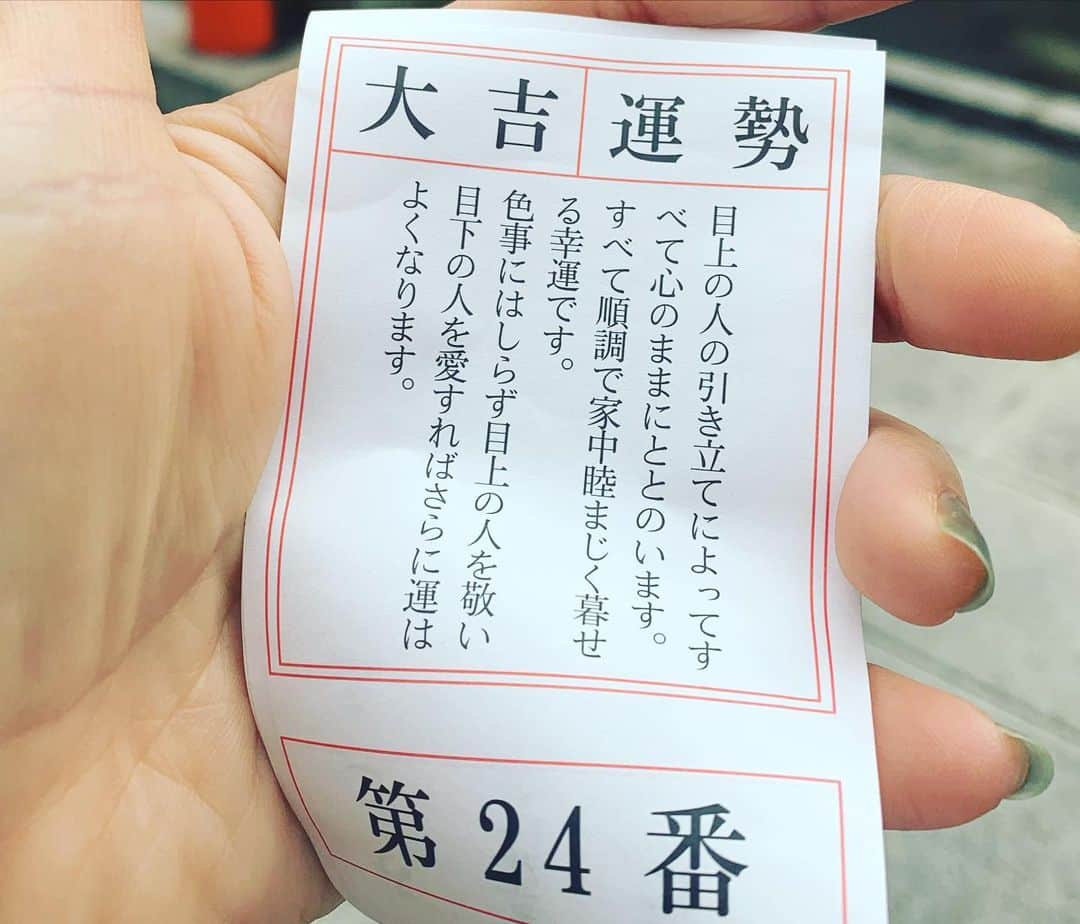 大吉
運勢
目上の人の引き立てによってす
べて心のままにととのいます。
すべて順調で家中睦まじく暮せ
る幸運です。
色事にはしらず目上の人を敬い
目下の人を愛すればさらに運は
よくなります。
第24番